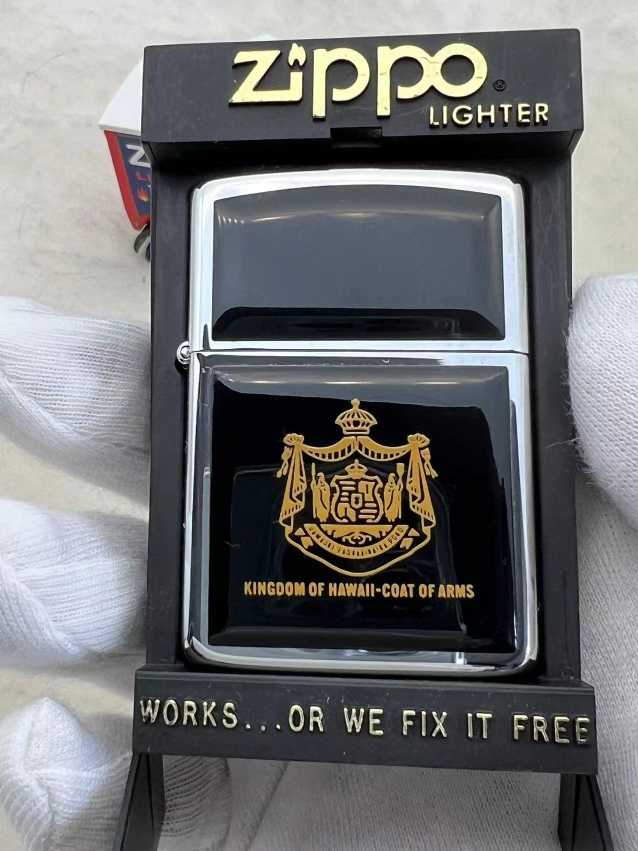 Zippo®
LIGHTER
KINGDOM OF HAWAII-COAT OF ARMS
WORKS...OR WE FIX IT FREE